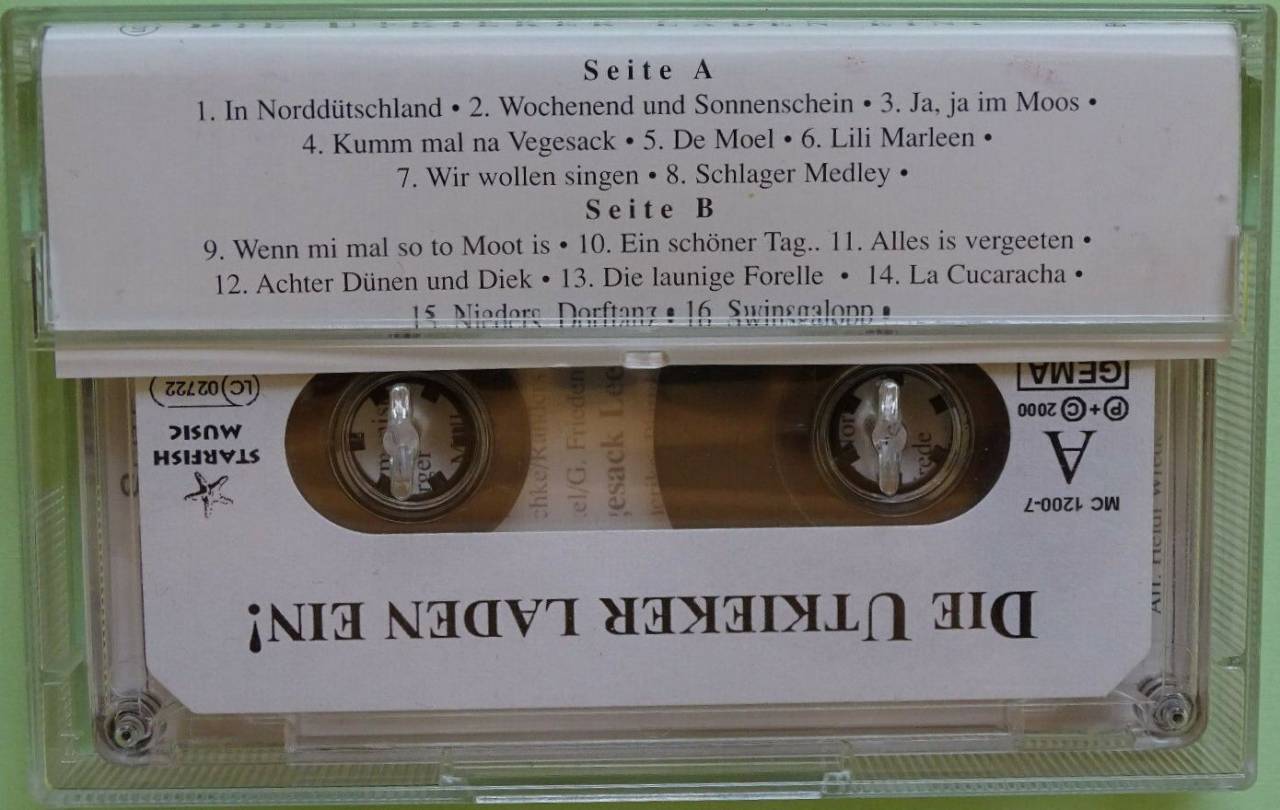 Seite A
1. In Norddütschland • 2. Wochenend und Sonnenschein • 3. Ja, ja im Moos •
4. Kumm mal na Vegesack • 5. De Moel • 6. Lili Marleen •
7. Wir wollen singen • 8. Schlager Medley •
Seite B
9. Wenn mi mal so to Moot is • 10. Ein schöner Tag.. 11. Alles is vergeeten •
12. Achter Dünen und Diek • 13. Die launige Forelle • 14. La Cucaracha •
15. Nieders. Dorftanz • 16. Swinsgalopp •
DIE UTKIEKER LADEN EIN!
MC 1200-7
A
℗+© 2000
GEMA
STARFISH
MUSIC
LC 02722